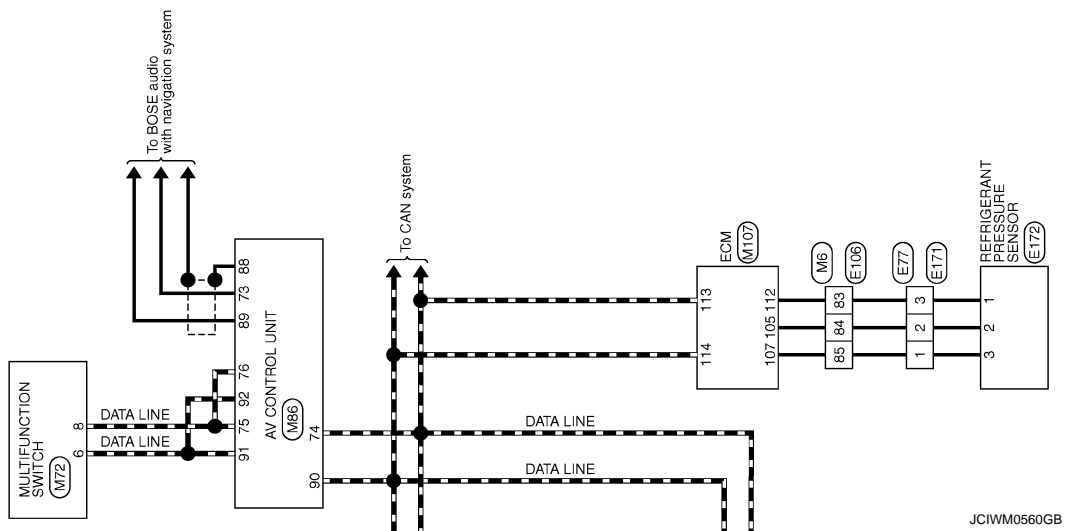 To BOSE audio
with navigation system
To CAN system
88
73
89
76
92
75
91
AV CONTROL UNIT
M86
74
90
MULTIFUNCTION
SWITCH
M72
8
6
DATA LINE
DATA LINE
DATA LINE
DATA LINE
ECM
M107
113
114
112
105
107
M6
E106
83
84
85
E77
E171
3
2
1
REFRIGERANT
PRESSURE
SENSOR
E172
1
2
3
JCIWM0560GB